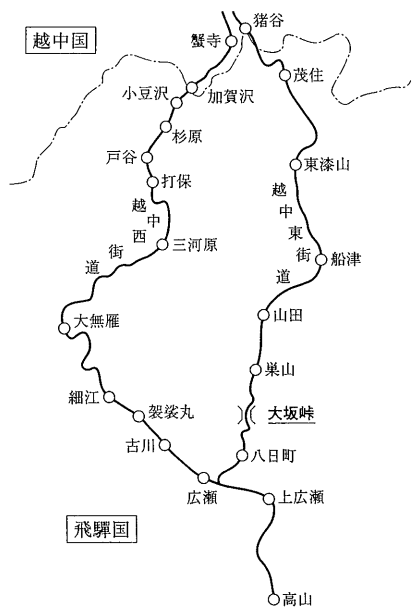 越中国
猪谷
蟹寺
茂住
小豆沢
加賀沢
杉原
戸谷
東漆山
打保
越中西街道
越中東街道
三河原
船津
大無雁
山田
巣山
細江
袈裟丸
大坂峠
古川
八日町
広瀬
上広瀬
飛驒国
高山